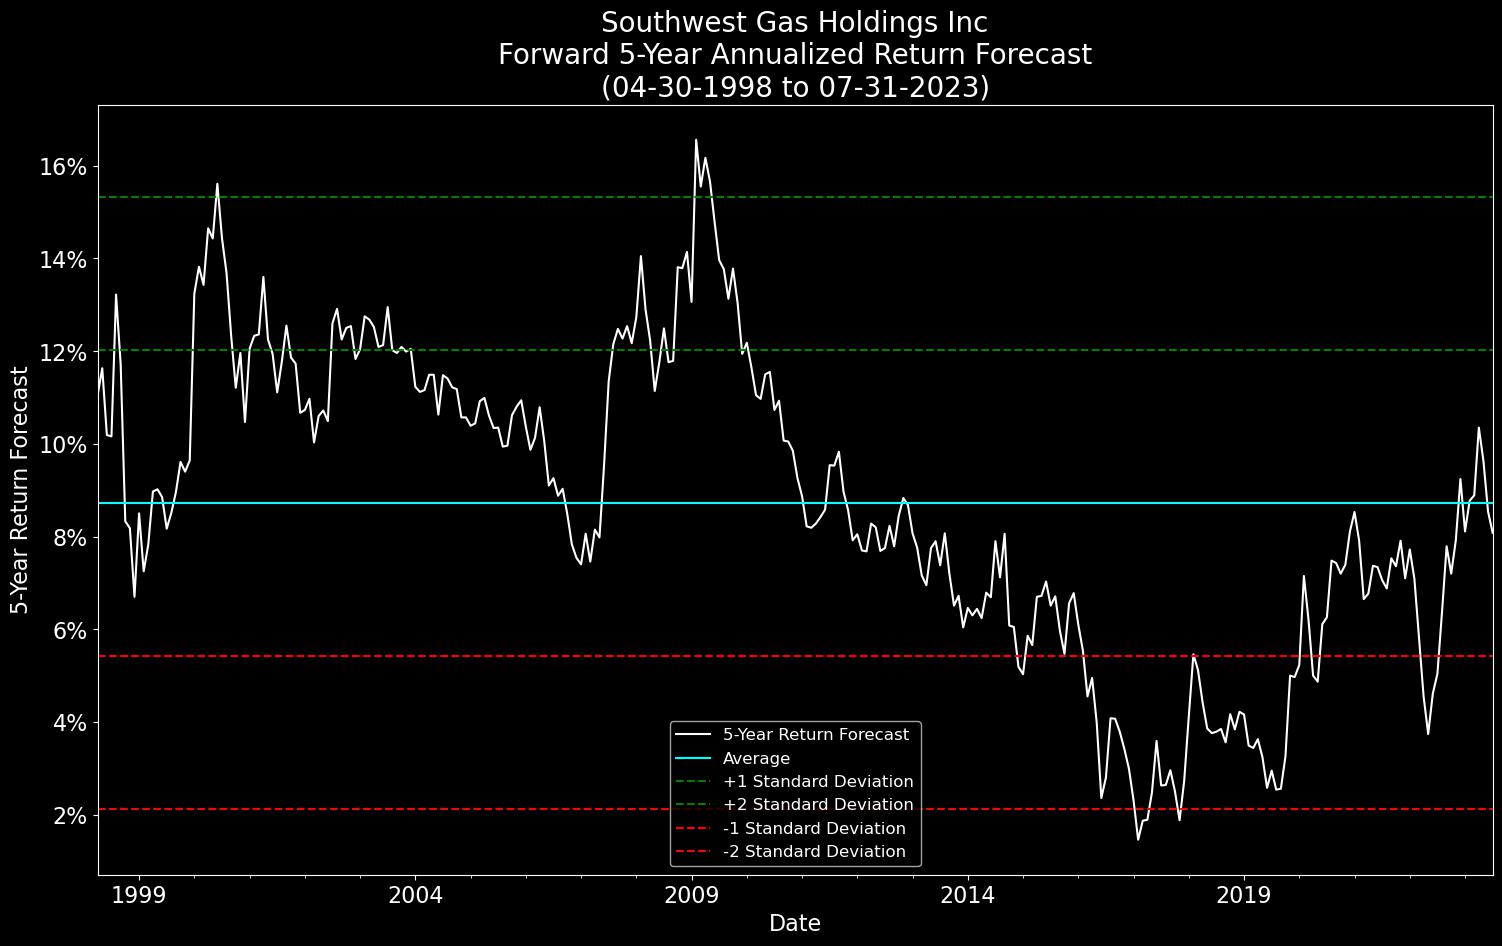 Southwest Gas Holdings Inc
Forward 5-Year Annualized Return Forecast
(04-30-1998 to 07-31-2023)
5-Year Return Forecast
16%
14%
12%
10%
8%
6%
4%
2%
5-Year Return Forecast
Average
+1 Standard Deviation
+2 Standard Deviation
-1 Standard Deviation
-2 Standard Deviation
1999
2004
2009
2014
2019
Date